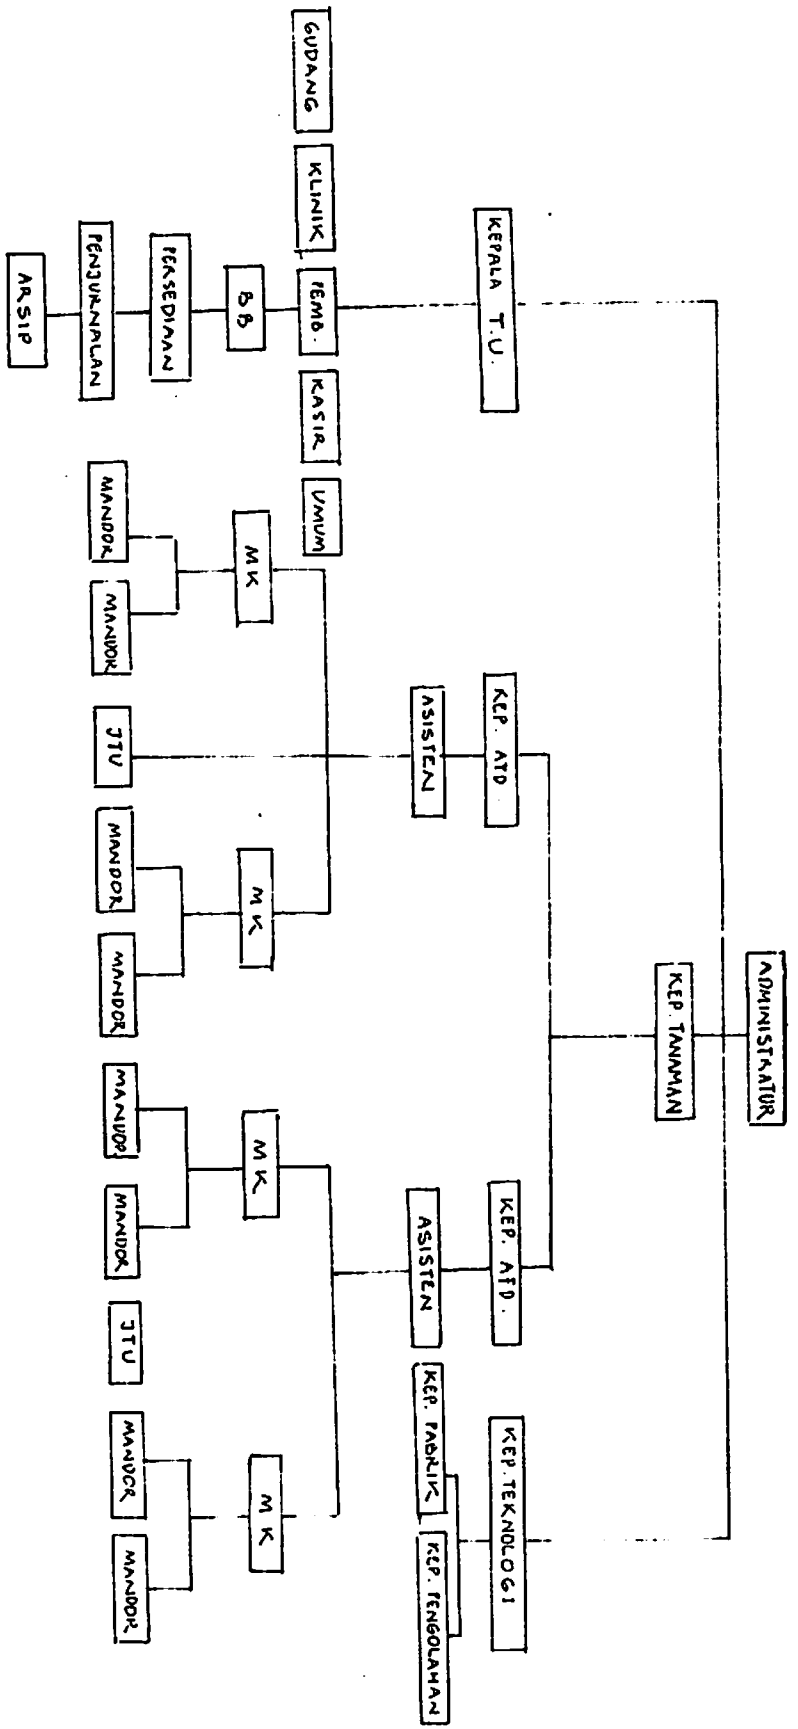 ADMINISTRATUR
KEP. TANAMAN
KEPALA T.U.
KEP. AFD
KEP. AFD.
KEP. TEKNOLOGI
ASISTEN
ASISTEN
KEP. PABRIK
KEP. PENGOLAHAN
GUDANG
KLINIK
PEMB.
KASIR
UMUM
BB
MK
MK
MK
MK
PERSEDIAAN
PENJURNALAN
MANDOR
MANDOR
JTU
MANDOR
MANDOR
MANDOR
MANDOR
JTU
MANDOR
MANDOR
ARSIP